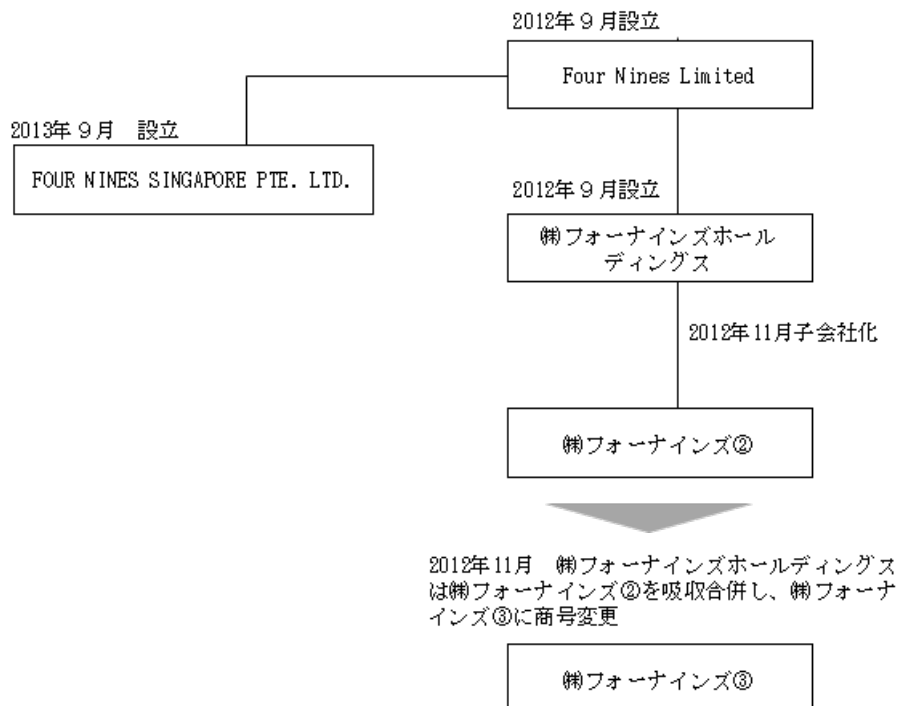 2012年９月設立
Four Nines Limited
2013年９月　設立
FOUR NINES SINGAPORE PTE. LTD.
2012年９月設立
㈱フォーナインズホール
ディングス
2012年11月子会社化
㈱フォーナインズ②
2012年11月　㈱フォーナインズホールディングス
は㈱フォーナインズ②を吸収合併し、㈱フォーナ
インズ③に商号変更
㈱フォーナインズ③